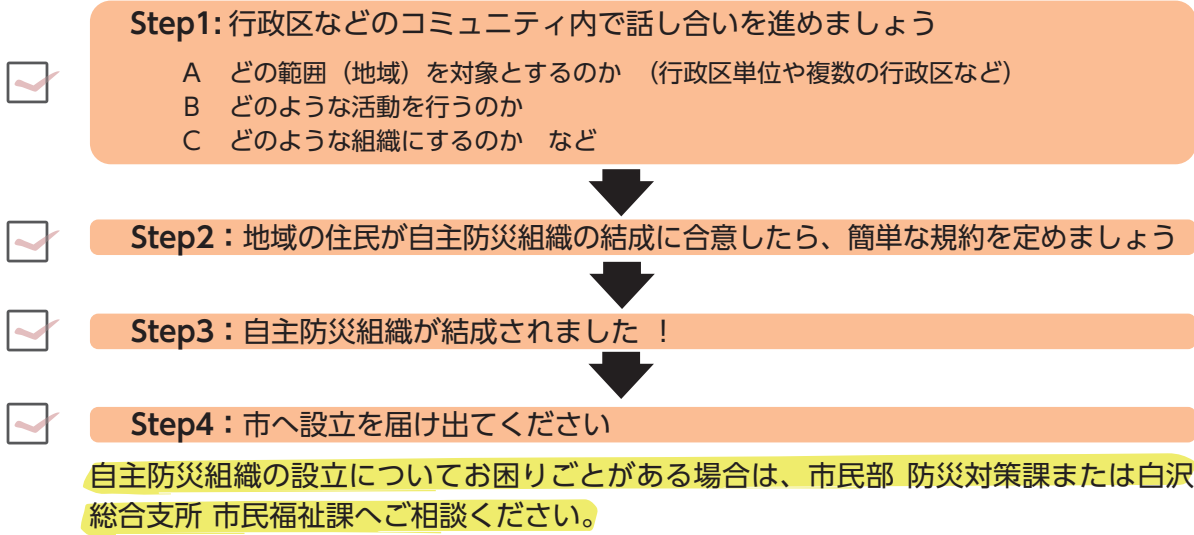 Step1: 行政区などのコミュニティ内で話し合いを進めましょう
A　どの範囲（地域）を対象とするのか　（行政区単位や複数の行政区など）
B　どのような活動を行うのか
C　どのような組織にするのか　など
Step2：地域の住民が自主防災組織の結成に合意したら、簡単な規約を定めましょう
Step3：自主防災組織が結成されました ！
Step4：市へ設立を届け出てください
自主防災組織の設立についてお困りごとがある場合は、市民部 防災対策課または白沢
総合支所 市民福祉課へご相談ください。